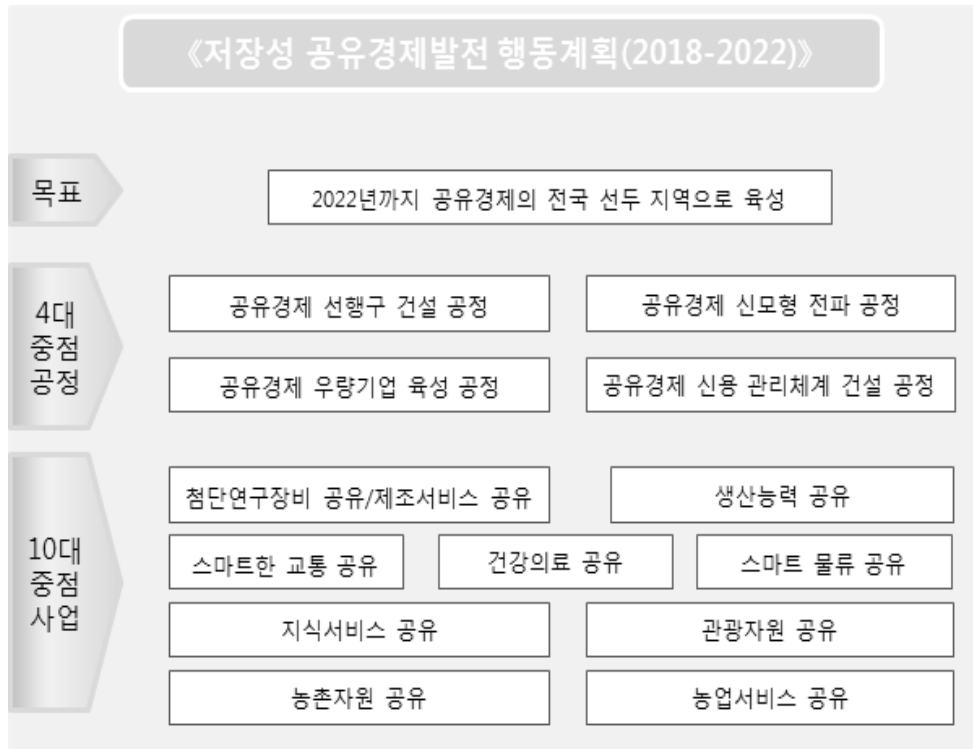 《저장성 공유경제발전 행동계획(2018-2022)》
목표
2022년까지 공유경제의 전국 선두 지역으로 육성
4대
중점
공정
공유경제 선행구 건설 공정
공유경제 신모형 전파 공정
공유경제 우량기업 육성 공정
공유경제 신용 관리체계 건설 공정
10대
중점
사업
첨단연구장비 공유/제조서비스 공유
생산능력 공유
스마트한 교통 공유
건강의료 공유
스마트 물류 공유
지식서비스 공유
관광자원 공유
농촌자원 공유
농업서비스 공유